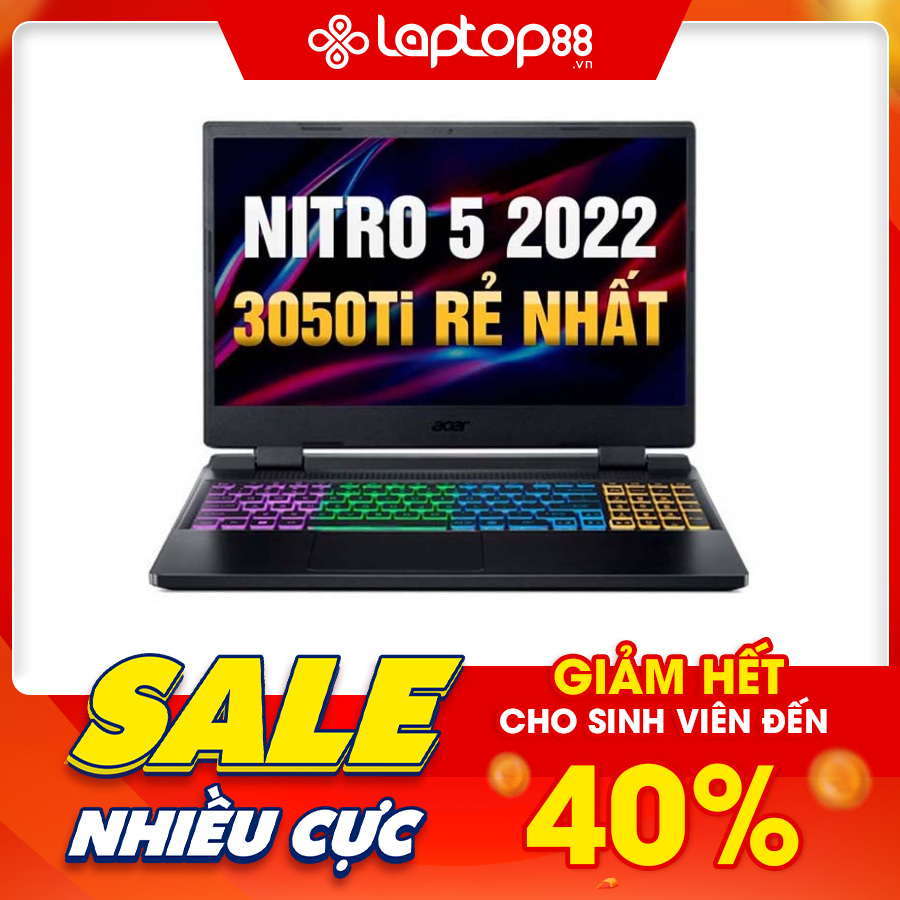 Laptop88
.vn
NITRO 5 2022
3050Ti RẺ NHẤT
acer
SALE
NHIỀU CỰC
GIẢM HẾT
CHO SINH VIÊN ĐẾN
40%